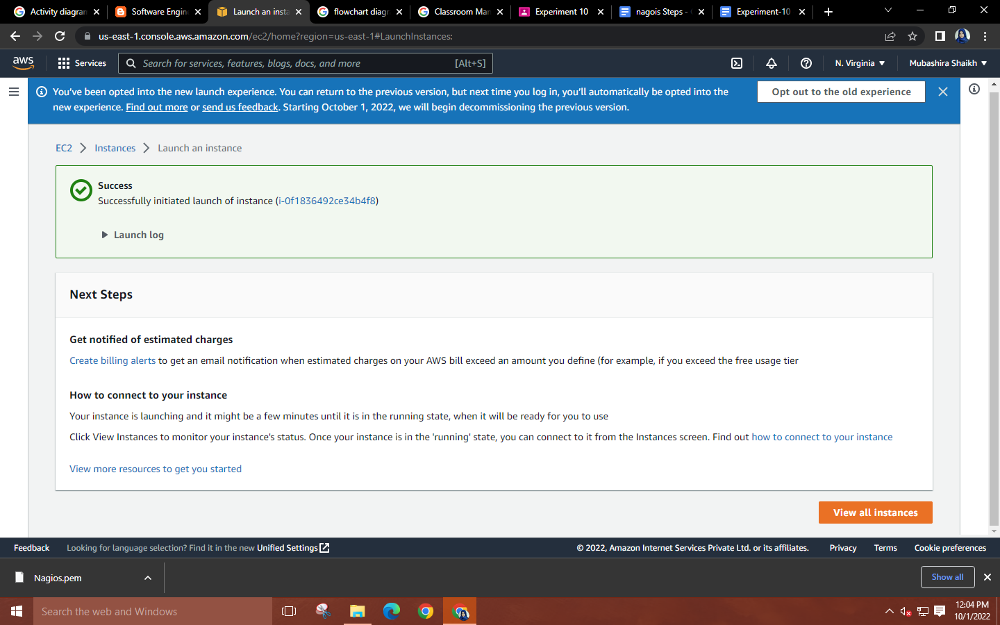 Activity diagran
Software Engin
Launch an insta
flowchart diagr
Classroom Man
Experiment 10
nagois Steps -
Experiment-10
us-east-1.console.aws.amazon.com/ec2/home?region=us-east-1#LaunchInstances:
aws
Services
Search for services, features, blogs, docs, and more
[Alt+S]
N. Virginia
Mubashira Shaikh
You've been opted into the new launch experience. You can return to the previous version, but next time you log in, you'll automatically be opted into the
new experience. Find out more or send us feedback. Starting October 1, 2022, we will begin decommissioning the previous version.
Opt out to the old experience
EC2
Instances
Launch an instance
Success
Successfully initiated launch of instance (i-0f1836492ce34b4f8)
Launch log
Next Steps
Get notified of estimated charges
Create billing alerts to get an email notification when estimated charges on your AWS bill exceed an amount you define (for example, if you exceed the free usage tier
How to connect to your instance
Your instance is launching and it might be a few minutes until it is in the running state, when it will be ready for you to use
Click View Instances to monitor your instance's status. Once your instance is in the 'running' state, you can connect to it from the Instances screen. Find out how to connect to your instance
View more resources to get you started
View all instances
Feedback
Looking for language selection? Find it in the new Unified Settings
© 2022, Amazon Internet Services Private Ltd. or its affiliates.
Privacy
Terms
Cookie preferences
Nagios.pem
Show all
Search the web and Windows
12:04 PM
10/1/2022